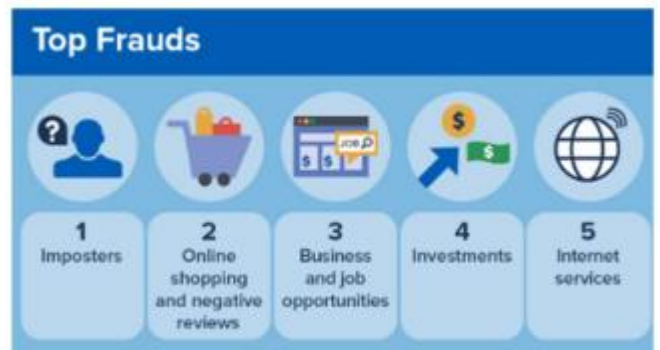 Top Frauds
?
JOB
$ $
$
$
1
Imposters
2
Online
shopping
and negative
reviews
3
Business
and job
opportunities
4
Investments
5
Internet
services